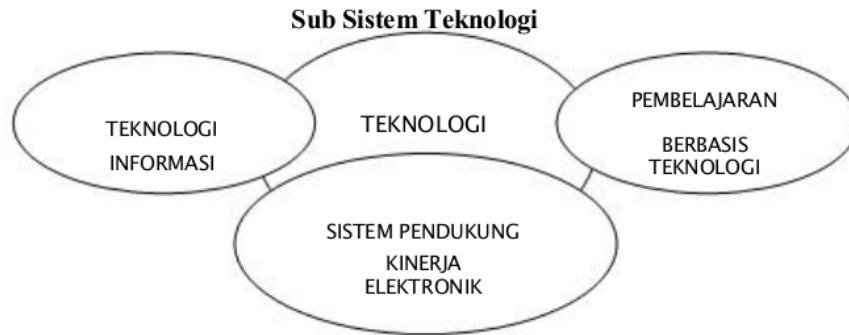 Sub Sistem Teknologi
TEKNOLOGI
INFORMASI
TEKNOLOGI
PEMBELAJARAN
BERBASIS
TEKNOLOGI
SISTEM PENDUKUNG
KINERJA
ELEKTRONIK